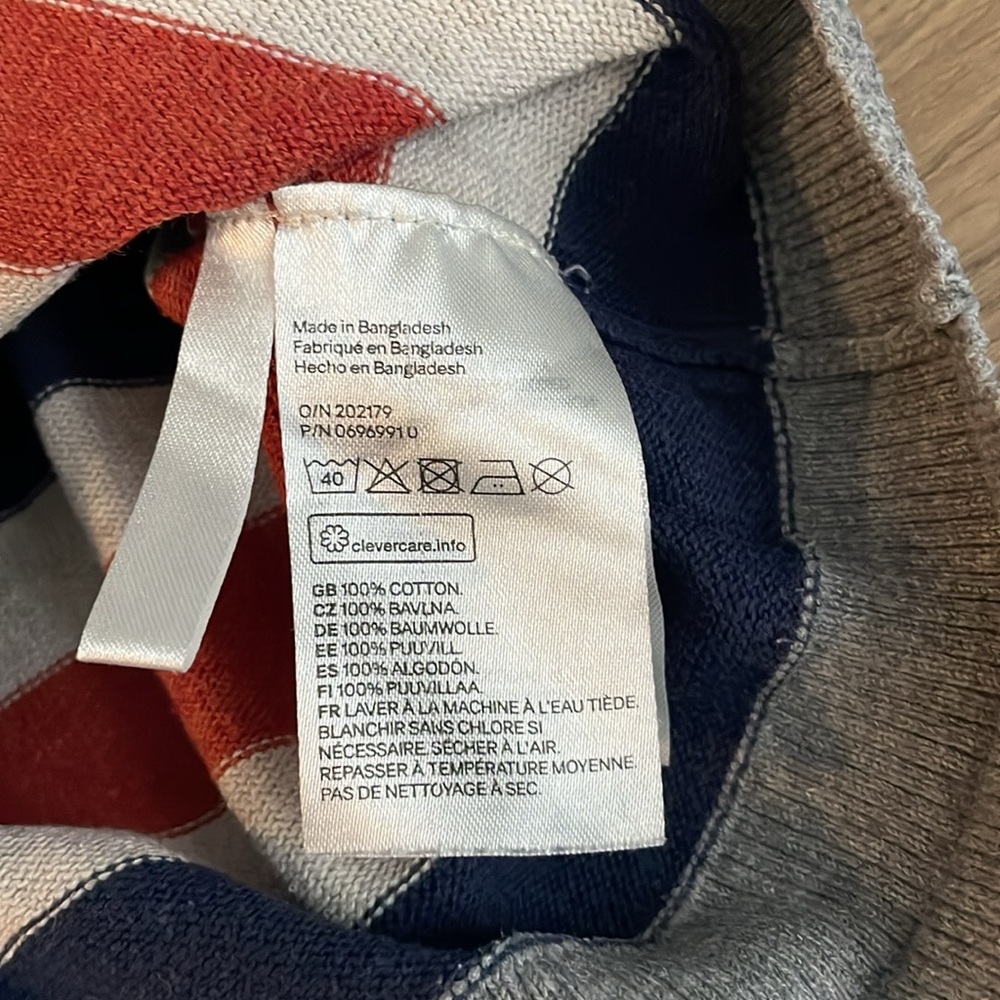 Made in Bangladesh
Fabriqué en Bangladesh
Hecho en Bangladesh
O/N 202179
P/N 0696991 U
40
clevercare.info
GB 100% COTTON.
CZ 100% BAVLNA.
DE 100% BAUMWOLLE.
EE 100% PUUVILL.
ES 100% ALGODÓN.
FI 100% PUUVILLAA.
FR LAVER À LA MACHINE À L'EAU TIÈDE.
BLANCHIR SANS CHLORE SI
NÉCESSAIRE. SÉCHER À L'AIR.
REPASSER À TEMPÉRATURE MOYENNE.
PAS DE NETTOYAGE À SEC.